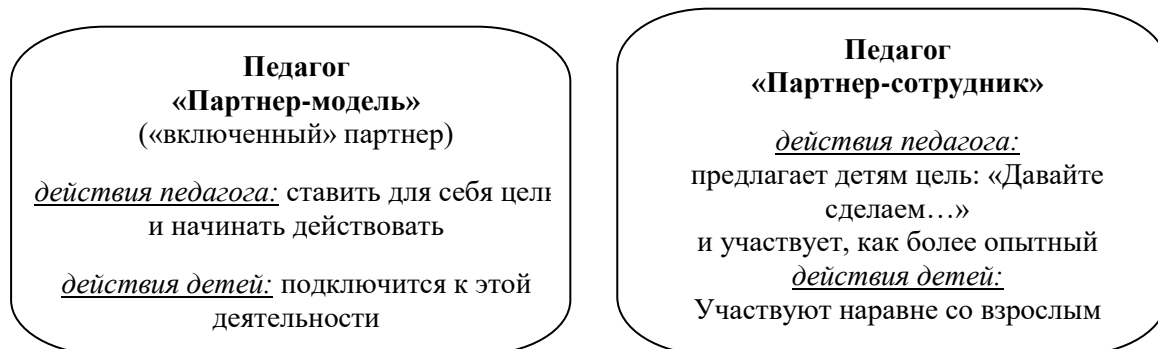 Педагог
«Партнер-модель»
(«включенный» партнер)
действия педагога: ставить для себя цель
и начинать действовать
действия детей: подключится к этой
деятельности
Педагог
«Партнер-сотрудник»
действия педагога:
предлагает детям цель: «Давайте
сделаем…»
и участвует, как более опытный
действия детей:
Участвуют наравне со взрослым